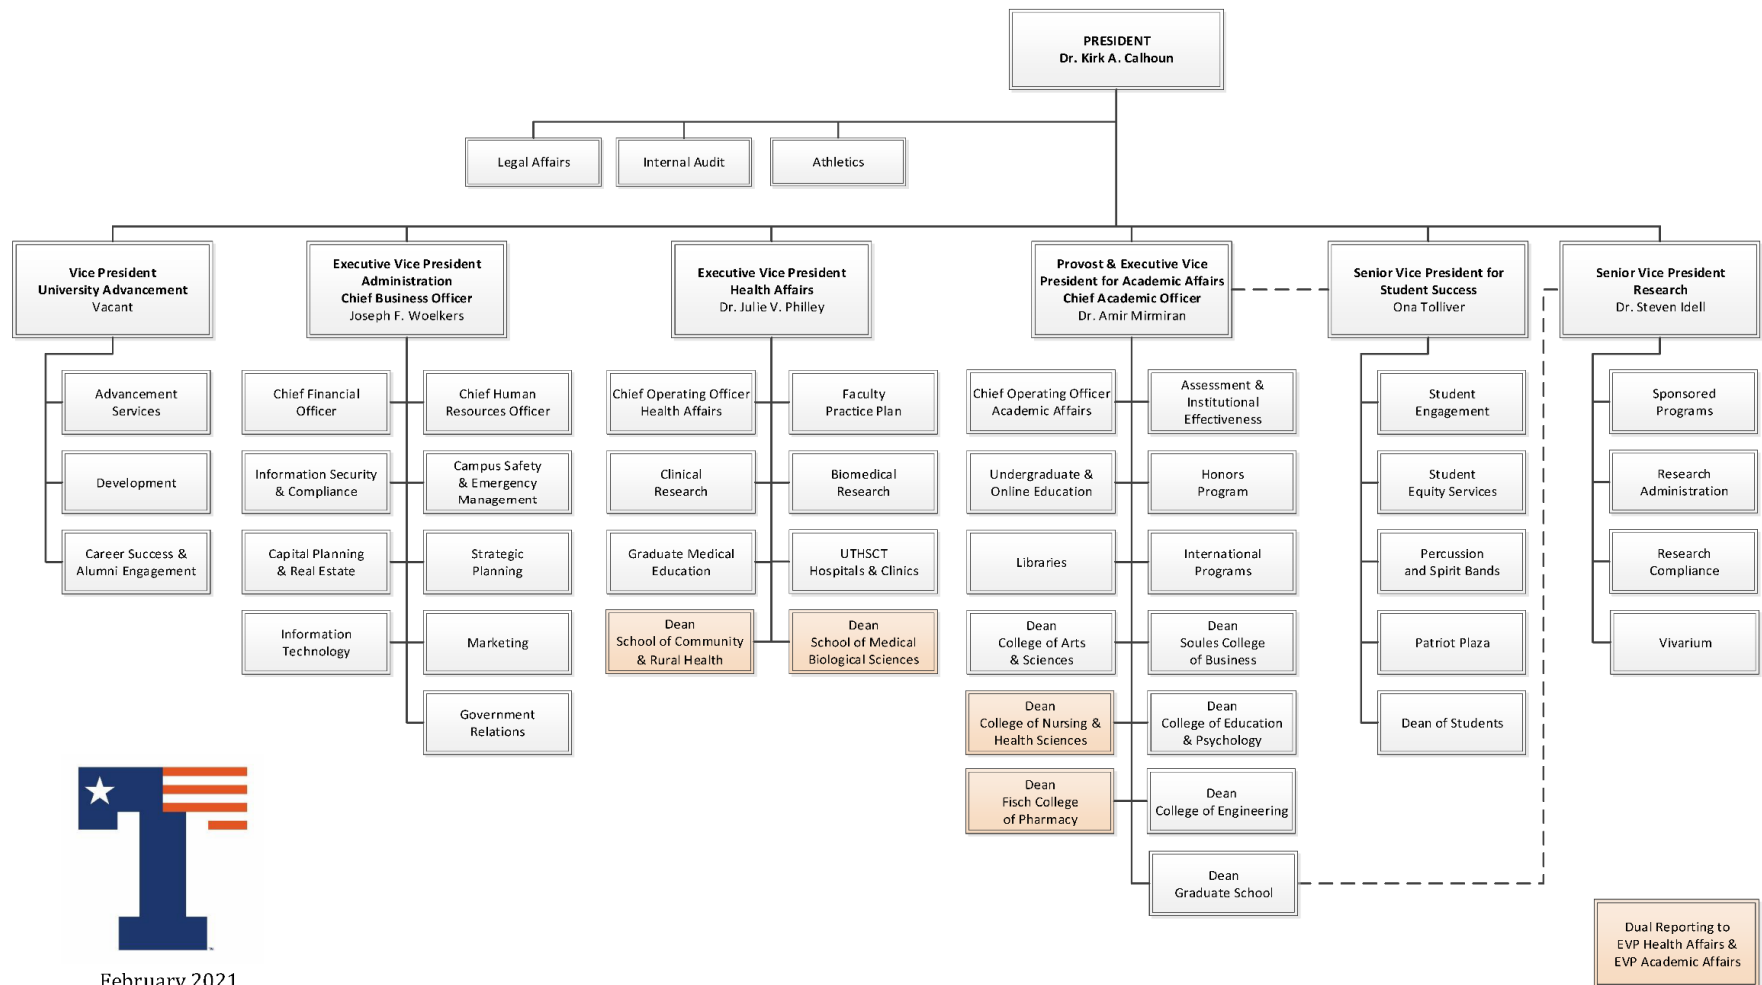 PRESIDENT
Dr. Kirk A. Calhoun
Legal Affairs
Internal Audit
Athletics
Vice President
University Advancement
Vacant
Executive Vice President
Administration
Chief Business Officer
Joseph F. Woelkers
Executive Vice President
Health Affairs
Dr. Julie V. Philley
Provost & Executive Vice
President for Academic Affairs
Chief Academic Officer
Dr. Amir Mirmiran
Senior Vice President for
Student Success
Ona Tolliver
Senior Vice President
Research
Dr. Steven Idell
Advancement
Services
Development
Career Success &
Alumni Engagement
Chief Financial
Officer
Chief Human
Resources Officer
Information Security
& Compliance
Campus Safety
& Emergency
Management
Capital Planning
& Real Estate
Strategic
Planning
Information
Technology
Marketing
Government
Relations
Chief Operating Officer
Health Affairs
Faculty
Practice Plan
Clinical
Research
Biomedical
Research
Graduate Medical
Education
UTHSCT
Hospitals & Clinics
Dean
School of Community
& Rural Health
Dean
School of Medical
Biological Sciences
Chief Operating Officer
Academic Affairs
Assessment &
Institutional
Effectiveness
Undergraduate &
Online Education
Honors
Program
Libraries
International
Programs
Dean
College of Arts
& Sciences
Dean
Soules College
of Business
Dean
College of Nursing &
Health Sciences
Dean
College of Education
& Psychology
Dean
Fisch College
of Pharmacy
Dean
College of Engineering
Dean
Graduate School
Student
Engagement
Student
Equity Services
Percussion
and Spirit Bands
Patriot Plaza
Dean of Students
Sponsored
Programs
Research
Administration
Research
Compliance
Vivarium
Dual Reporting to
EVP Health Affairs &
EVP Academic Affairs
February 2021